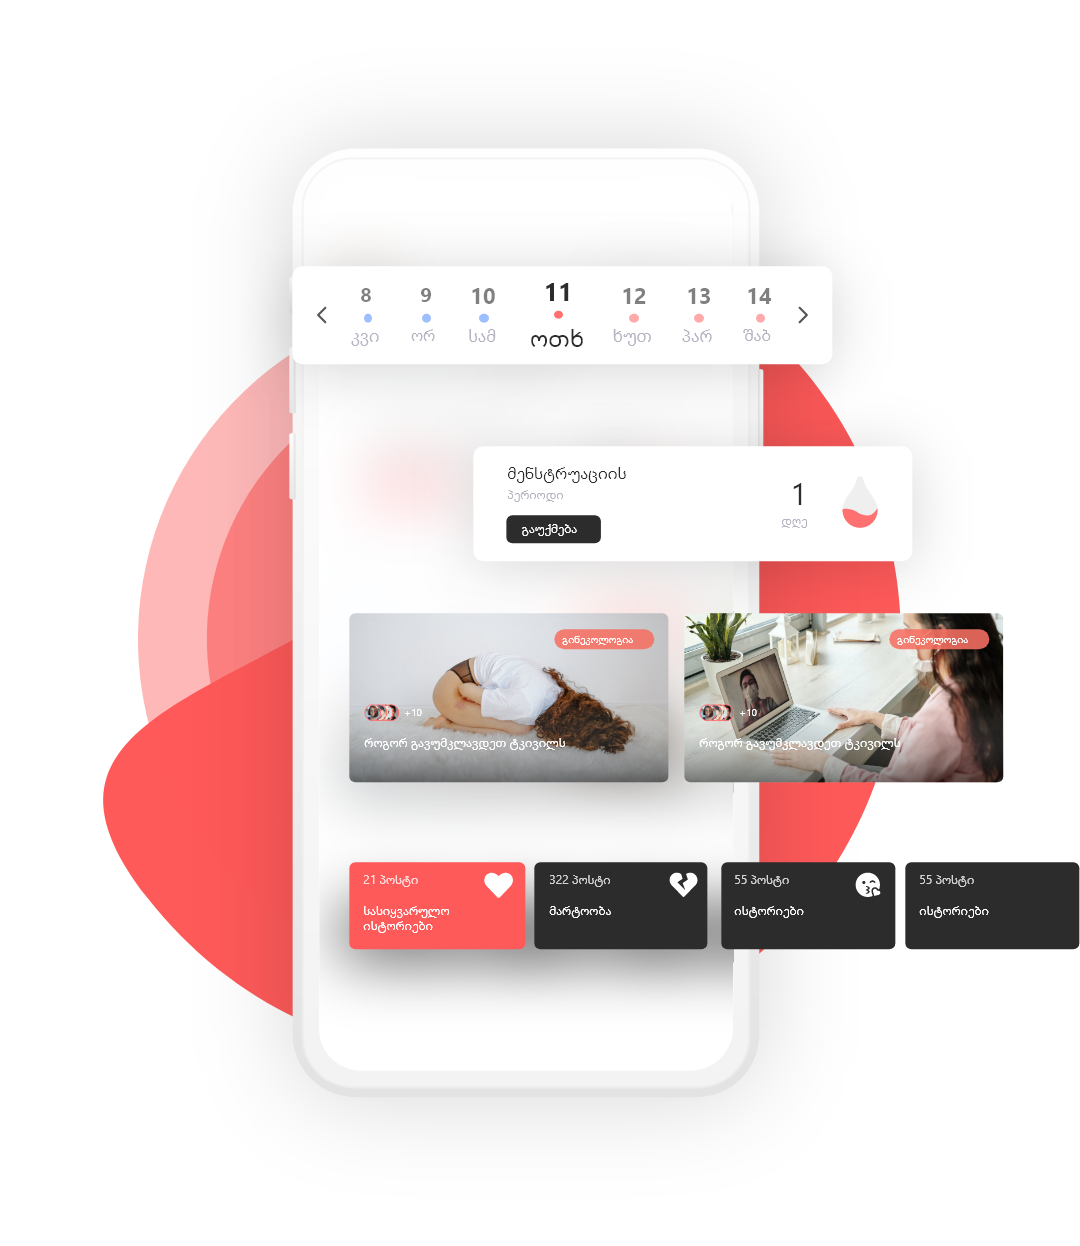 8 9 10 11 12 13 14
კვი ორ სამ ოთხ ხუთ პარ შაბ
მენსტრუაციის
პერიოდი
გაუქმება
1
დღე
გინეკოლოგია
+10
როგორ გავუმკლავდეთ ტკივილს
გინეკოლოგია
+10
როგორ გავუმკლავდეთ ტკივილს
21 პოსტი
სასიყვარულო
ისტორიები
322 პოსტი
მარტოობა
55 პოსტი
ისტორიები
55 პოსტი
ისტორიები